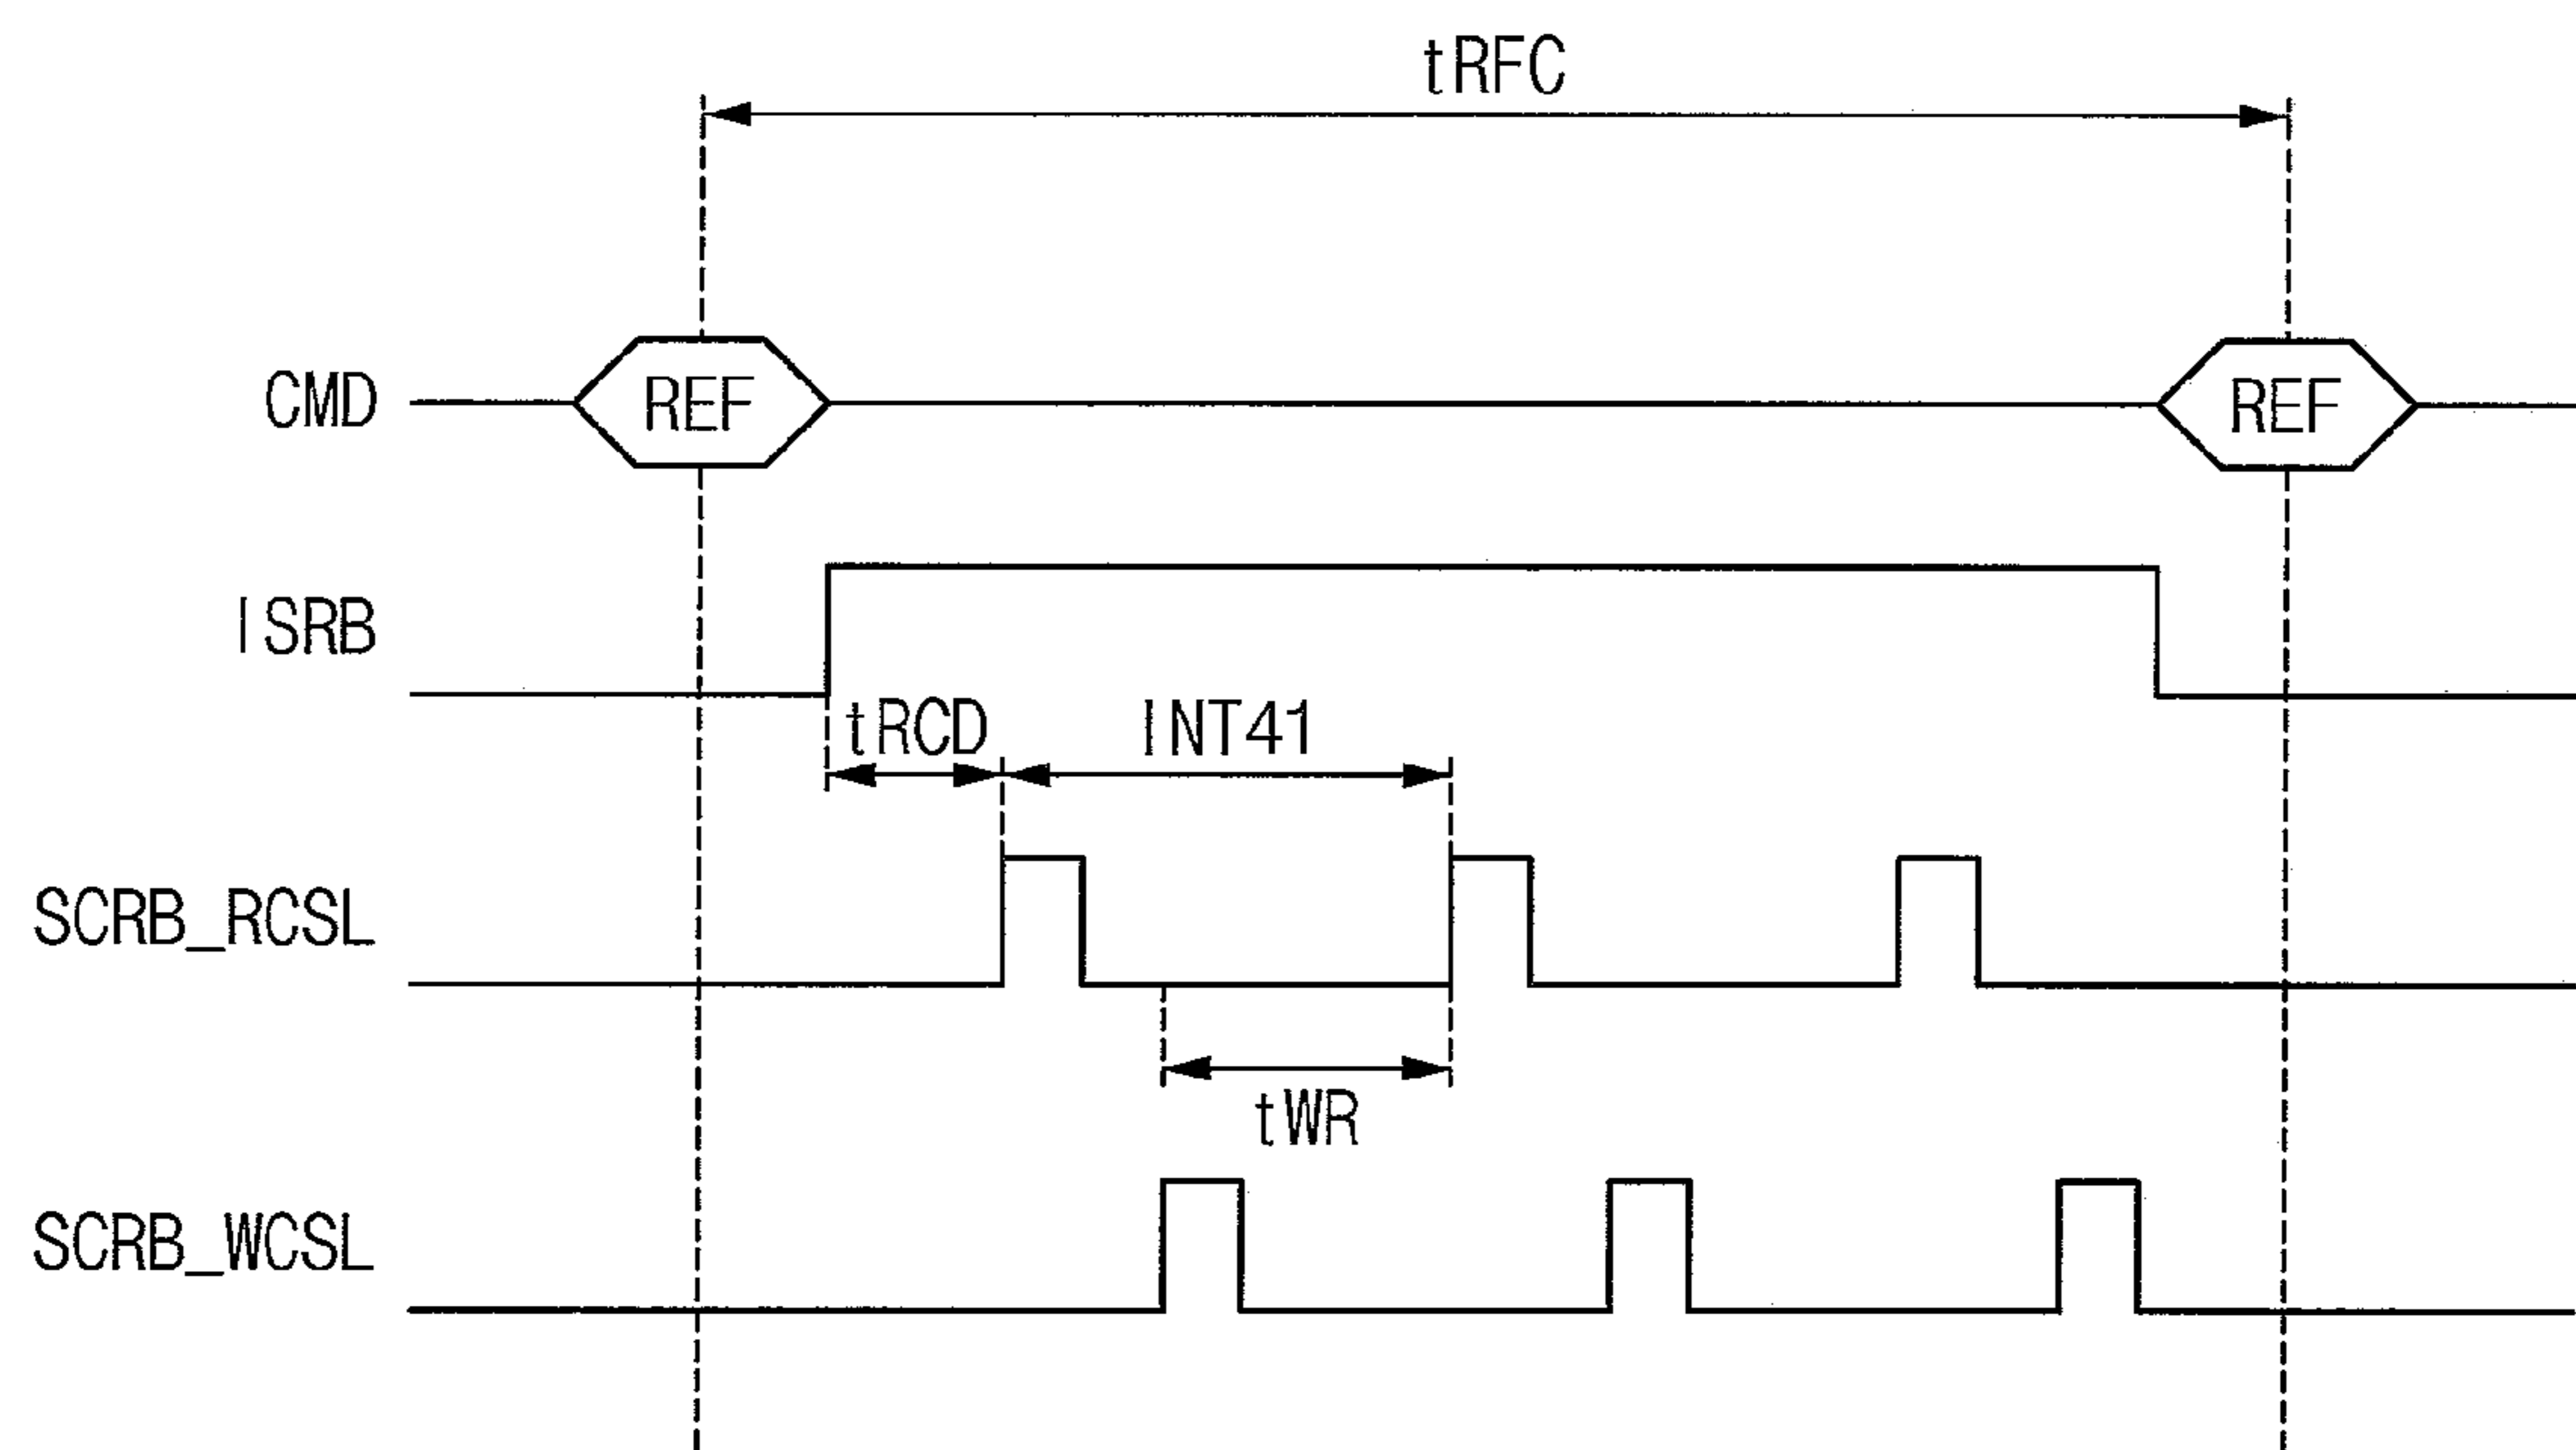 tRFC
CMD
REF
REF
ISRB
tRCD
INT41
SCRB_RCSL
tWR
SCRB_WCSL